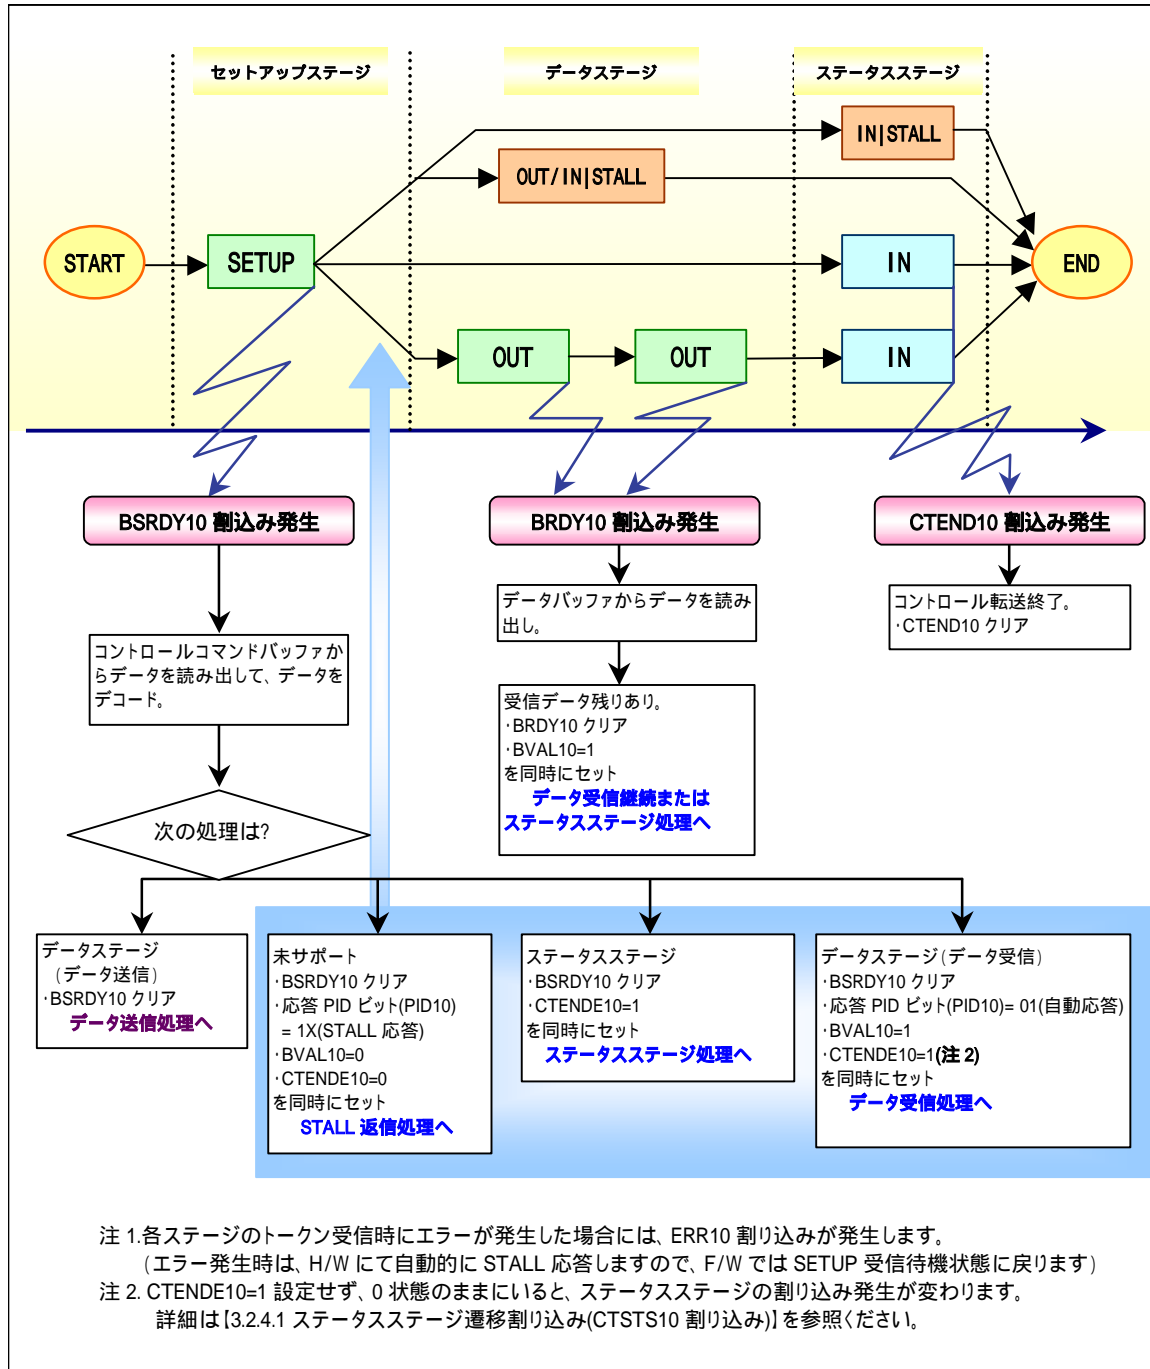 セットアップステージ
データステージ
ステータスステージ
IN|STALL
OUT/IN|STALL
START
SETUP
IN
END
OUT
OUT
IN
BSRDY10 割込み発生
BRDY10 割込み発生
CTEND10 割込み発生
コントロールコマンドバッファか
らデータを読み出して、データを
デコード。
データバッファからデータを読み
出し。
コントロール転送終了。
・CTEND10 クリア
受信データ残りあり。
・BRDY10 クリア
・BVAL10=1
を同時にセット
データ受信継続または
ステータスステージ処理へ
次の処理は?
データステージ
(データ送信)
・BSRDY10 クリア
データ送信処理へ
未サポート
・BSRDY10 クリア
・応答 PID ビット(PID10)
= 1X(STALL 応答)
・BVAL10=0
・CTENDE10=0
を同時にセット
STALL 返信処理へ
ステータスステージ
・BSRDY10 クリア
・CTENDE10=1
を同時にセット
ステータスステージ処理へ
データステージ(データ受信)
・BSRDY10 クリア
・応答 PID ビット(PID10)= 01(自動応答)
・BVAL10=1
・CTENDE10=1(注 2)
を同時にセット
データ受信処理へ
注 1.各ステージのトークン受信時にエラーが発生した場合には、ERR10 割り込みが発生します。
(エラー発生時は、H/W にて自動的に STALL 応答しますので、F/W では SETUP 受信待機状態に戻ります)
注 2. CTENDE10=1 設定せず、0 状態のままにいると、ステータスステージの割り込み発生が変わります。
詳細は【3.2.4.1 ステータスステージ遷移割り込み(CTSTS10 割り込み)】を参照ください。